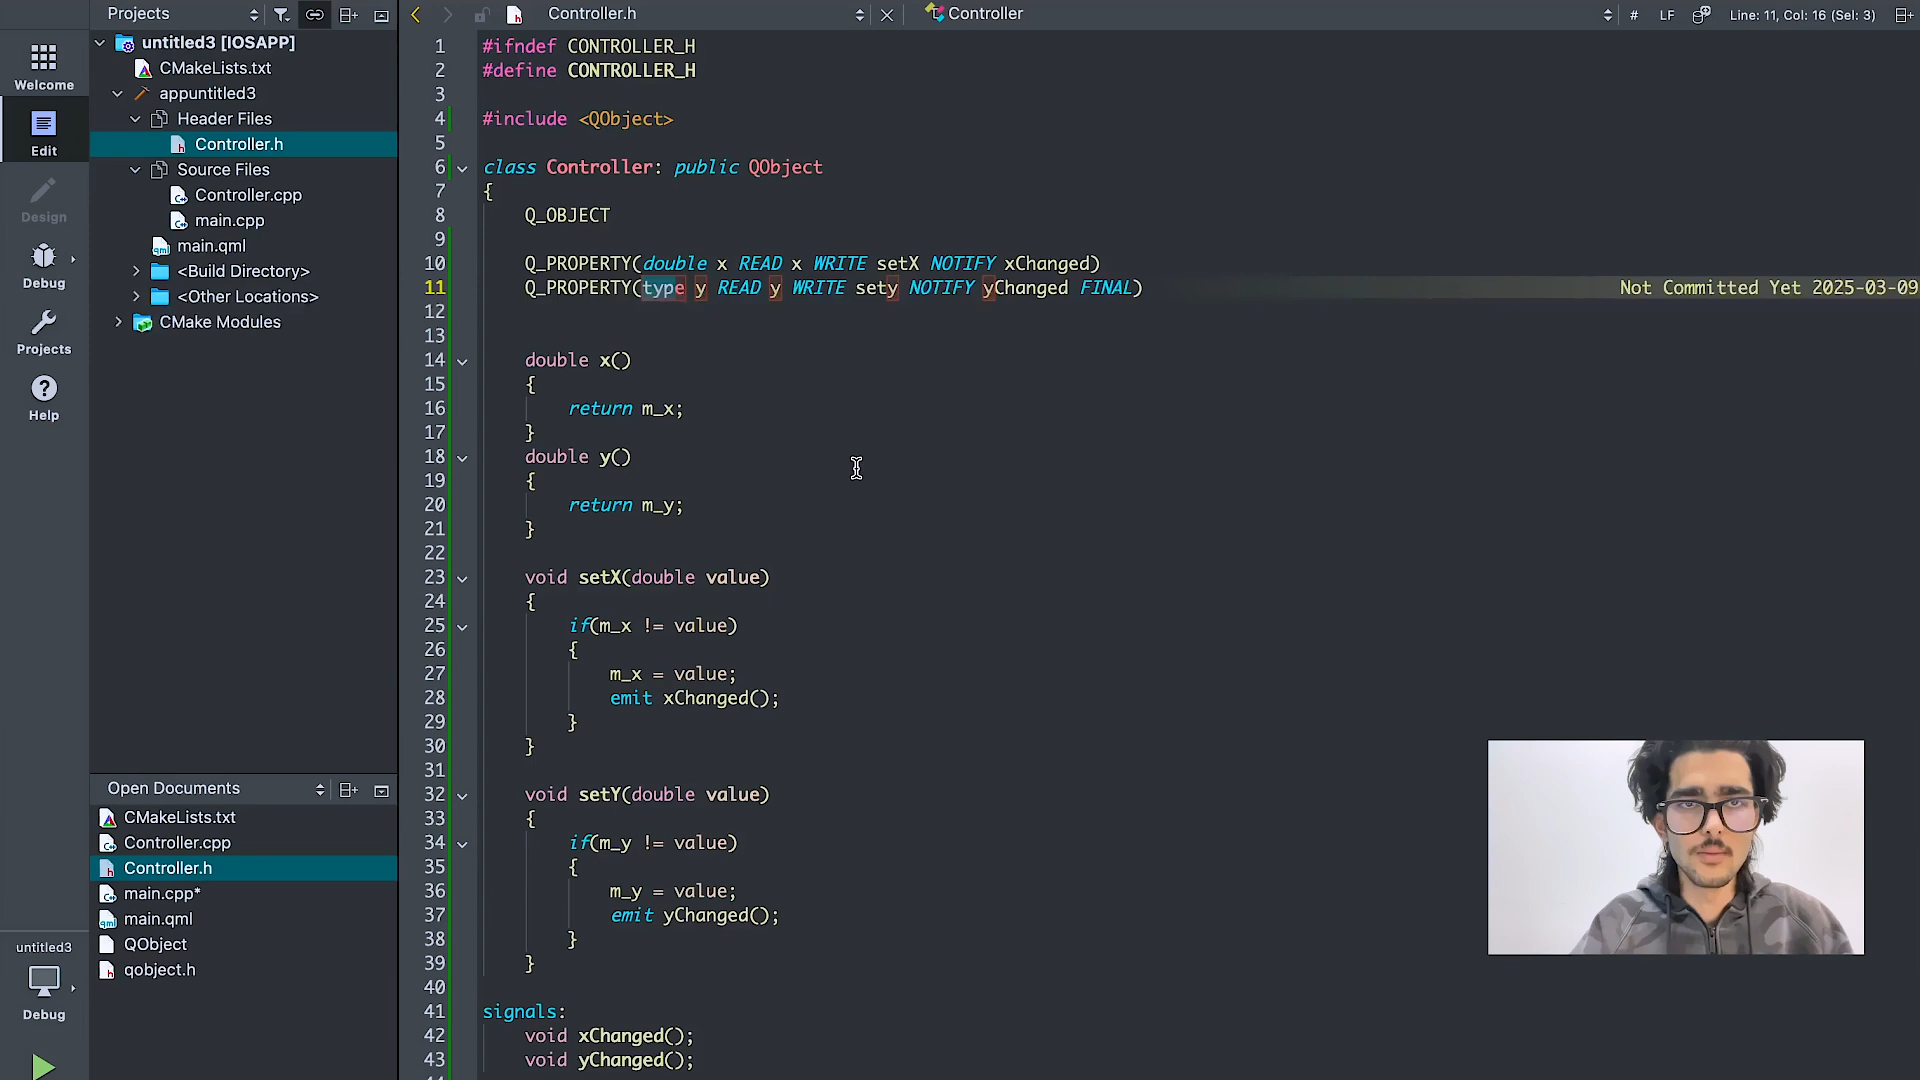 Projects
Controller.h
Controller
#
LF
Line: 11, Col: 16 (Sel: 3)
Welcome
Edit
Design
Debug
Projects
Help
untitled3
Debug
untitled3 [IOSAPP]
CMakeLists.txt
appuntitled3
Header Files
Controller.h
Source Files
Controller.cpp
main.cpp
main.qml
<Build Directory>
<Other Locations>
CMake Modules
Open Documents
CMakeLists.txt
Controller.cpp
Controller.h
main.cpp*
main.qml
QObject
qobject.h
1 #ifndef CONTROLLER_H
2 #define CONTROLLER_H
3
4 #include <QObject>
5
6 class Controller: public QObject
7 {
8 Q_OBJECT
9
10 Q_PROPERTY(double x READ x WRITE setX NOTIFY xChanged)
11 Q_PROPERTY(type y READ y WRITE sety NOTIFY yChanged FINAL) Not Committed Yet 2025-03-09
12
13
14 double x()
15 {
16 return m_x;
17 }
18 double y()
19 {
20 return m_y;
21 }
22
23 void setX(double value)
24 {
25 if(m_x != value)
26 {
27 m_x = value;
28 emit xChanged();
29 }
30 }
31
32 void setY(double value)
33 {
34 if(m_y != value)
35 {
36 m_y = value;
37 emit yChanged();
38 }
39 }
40
41 signals:
42 void xChanged();
43 void yChanged();